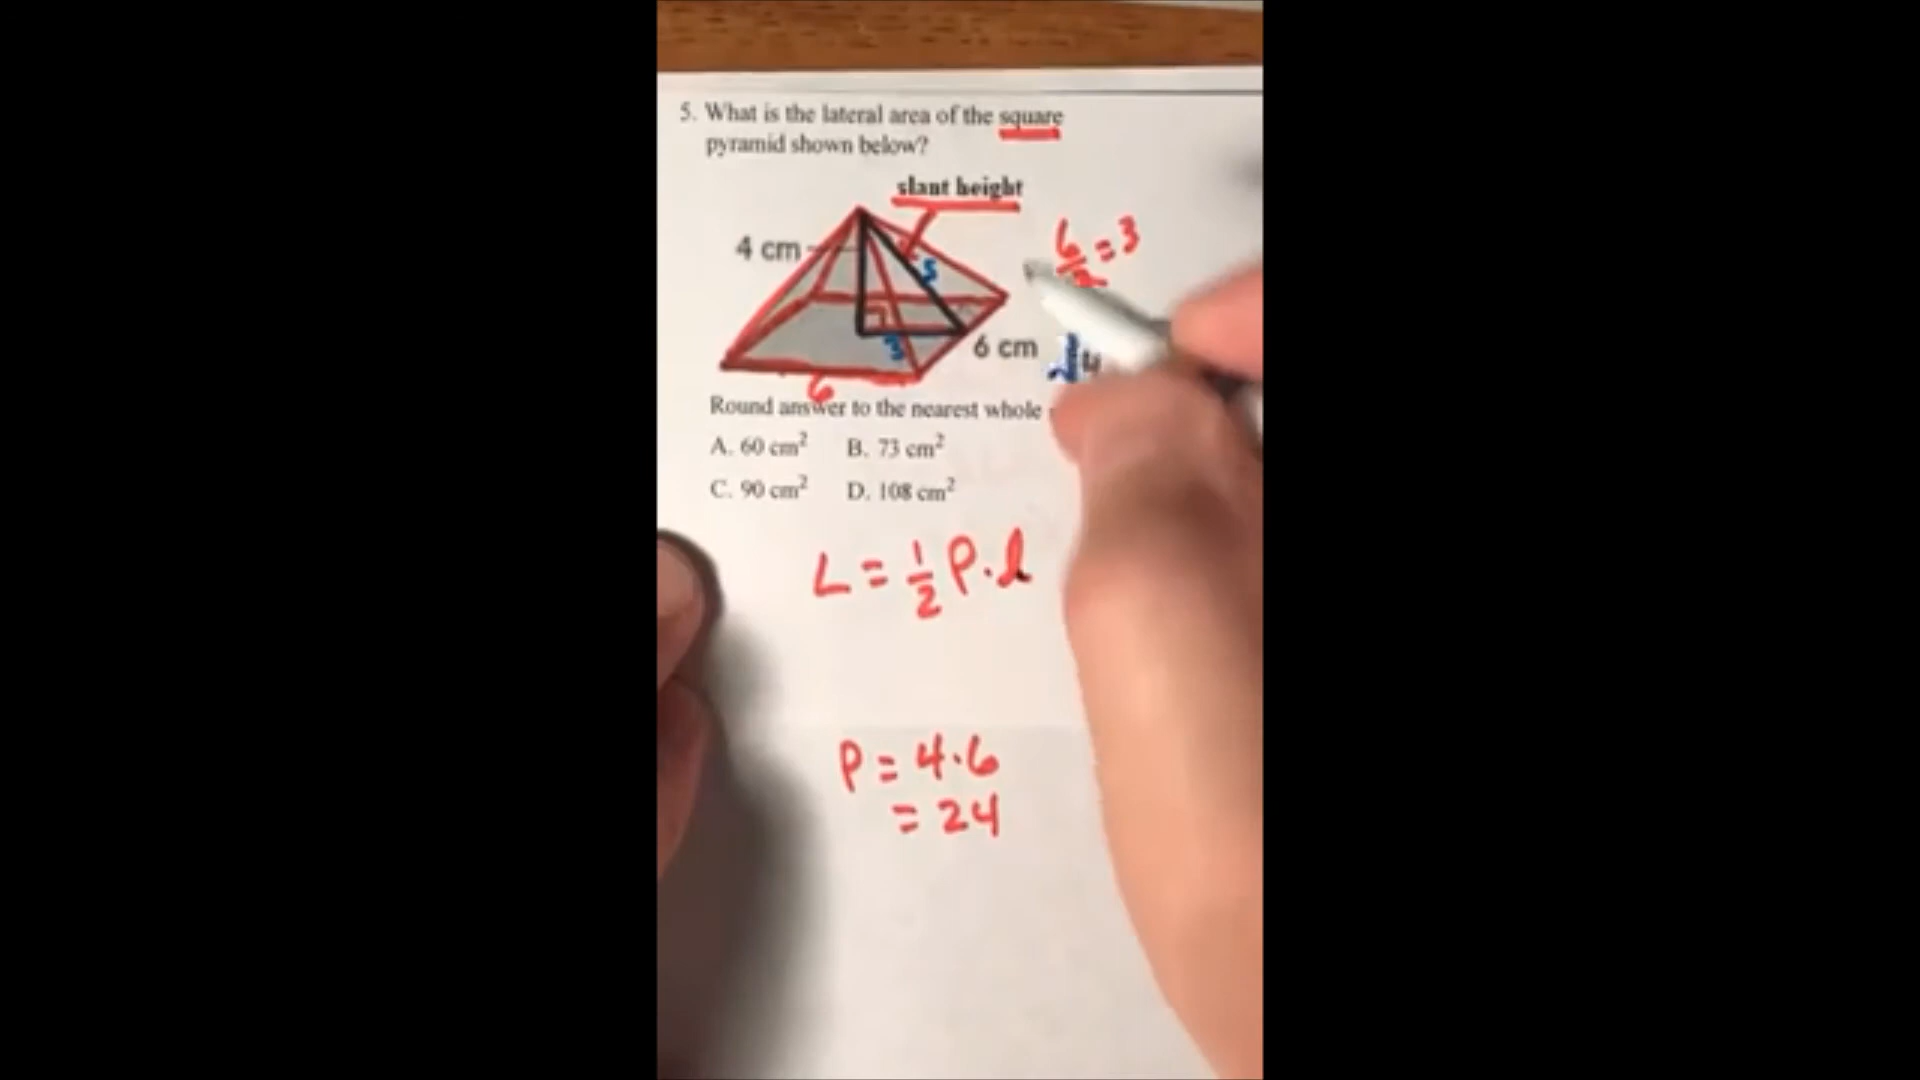 5. What is the lateral area of the square
pyramid shown below?
slant height
4 cm
6/2 = 3
5
3
6 cm
6
Round answer to the nearest whole
A. 60 cm² B. 73 cm²
C. 90 cm² D. 108 cm²
L = 1/2 P · l
P = 4 · 6
= 24